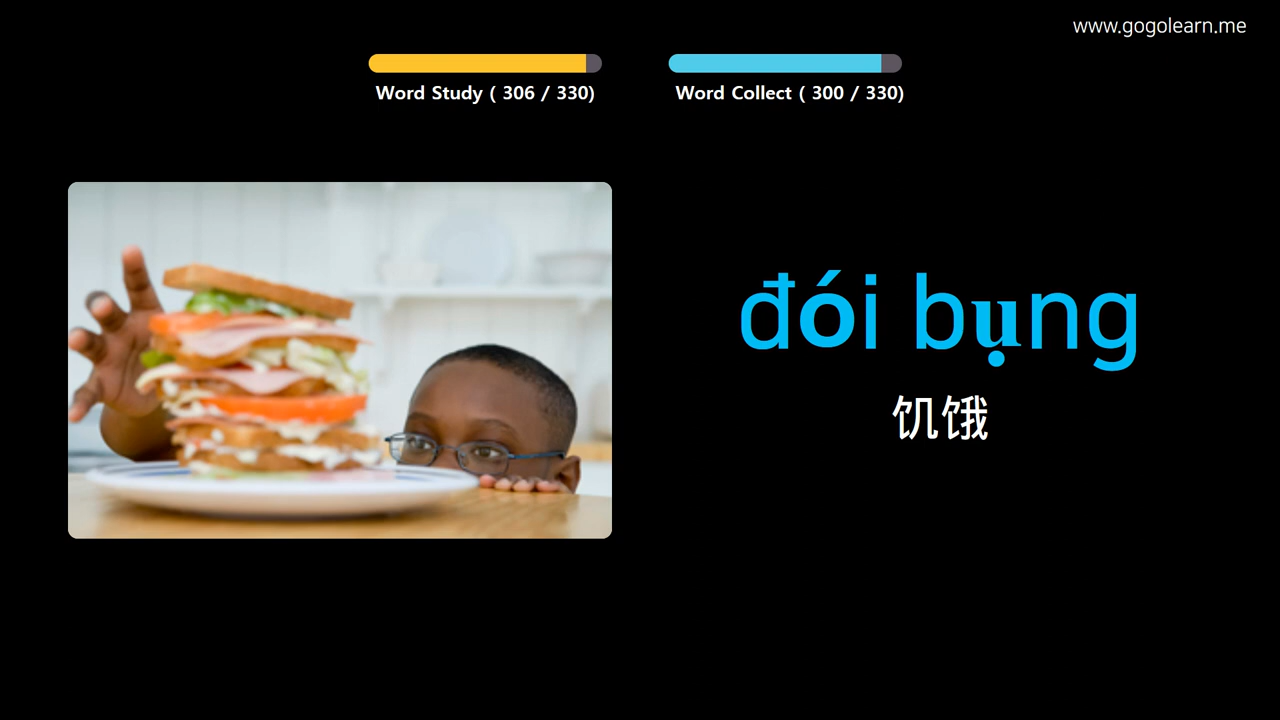 www.gogolearn.me
Word Study ( 306 / 330)
Word Collect ( 300 / 330)
đói bụng
饥饿